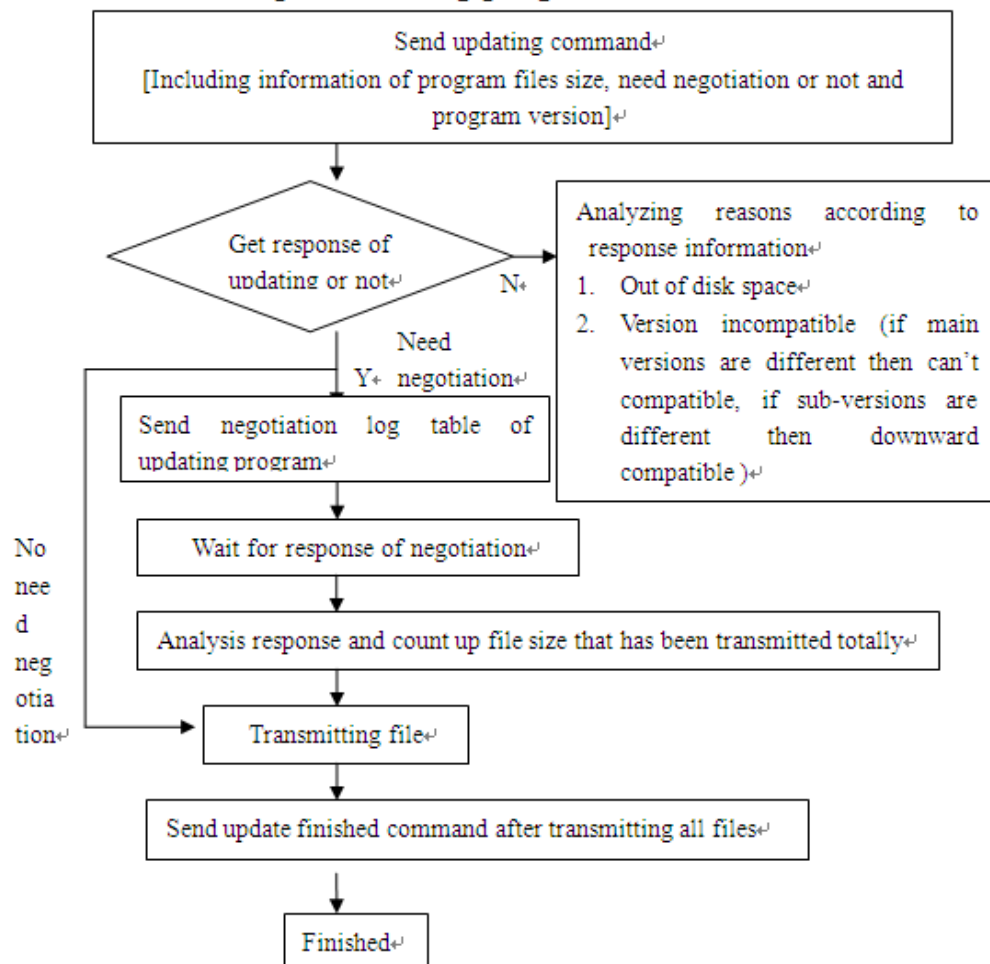 Send updating command↵
[Including information of program files size, need negotiation or not and
program version]↵
Get response of
updating or not↵
N↵
Analyzing reasons according to
response information↵
1. Out of disk space↵
2. Version incompatible (if main
versions are different then can't
compatible, if sub-versions are
different then downward
compatible )↵
Need
Y↵ negotiation↵
Send negotiation log table of
updating program↵
Wait for response of negotiation↵
Analysis response and count up file size that has been transmitted totally↵
No
nee
d
neg
otia
tion↵
Transmitting file↵
Send update finished command after transmitting all files↵
Finished↵